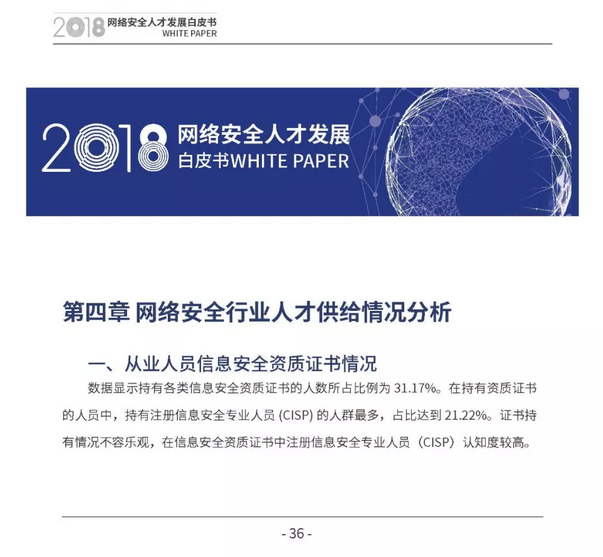 2018 网络安全人才发展白皮书
WHITE PAPER
2018 网络安全人才发展
白皮书WHITE PAPER
第四章 网络安全行业人才供给情况分析
一、从业人员信息安全资质证书情况
数据显示持有各类信息安全资质证书的人数所占比例为 31.17%。在持有资质证书
的人员中，持有注册信息安全专业人员 (CISP) 的人群最多，占比达到 21.22%。证书持
有情况不容乐观，在信息安全资质证书中注册信息安全专业人员（CISP）认知度较高。
- 36 -